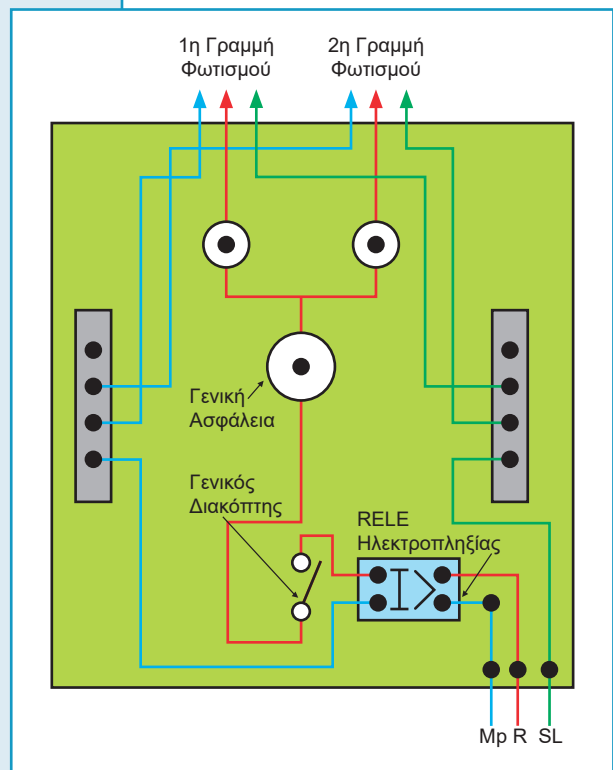 1η Γραμμή
Φωτισμού
2η Γραμμή
Φωτισμού
Γενική
Ασφάλεια
Γενικός
Διακόπτης
RELE
Ηλεκτροπληξίας
Mp R SL